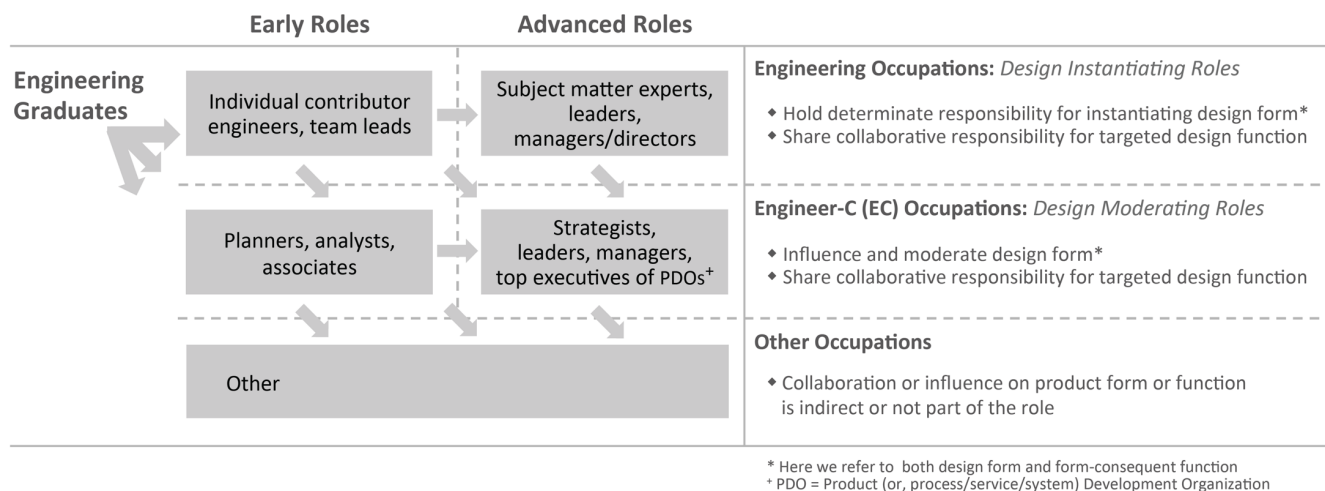 Early Roles
Advanced Roles
Engineering
Graduates
Individual contributor
engineers, team leads
Subject matter experts,
leaders,
managers/directors
Engineering Occupations: Design Instantiating Roles
◆ Hold determinate responsibility for instantiating design form*
◆ Share collaborative responsibility for targeted design function
Planners, analysts,
associates
Strategists,
leaders, managers,
top executives of PDOs+
Engineer-C (EC) Occupations: Design Moderating Roles
◆ Influence and moderate design form*
◆ Share collaborative responsibility for targeted design function
Other
Other Occupations
◆ Collaboration or influence on product form or function
is indirect or not part of the role
* Here we refer to both design form and form-consequent function
+ PDO = Product (or, process/service/system) Development Organization